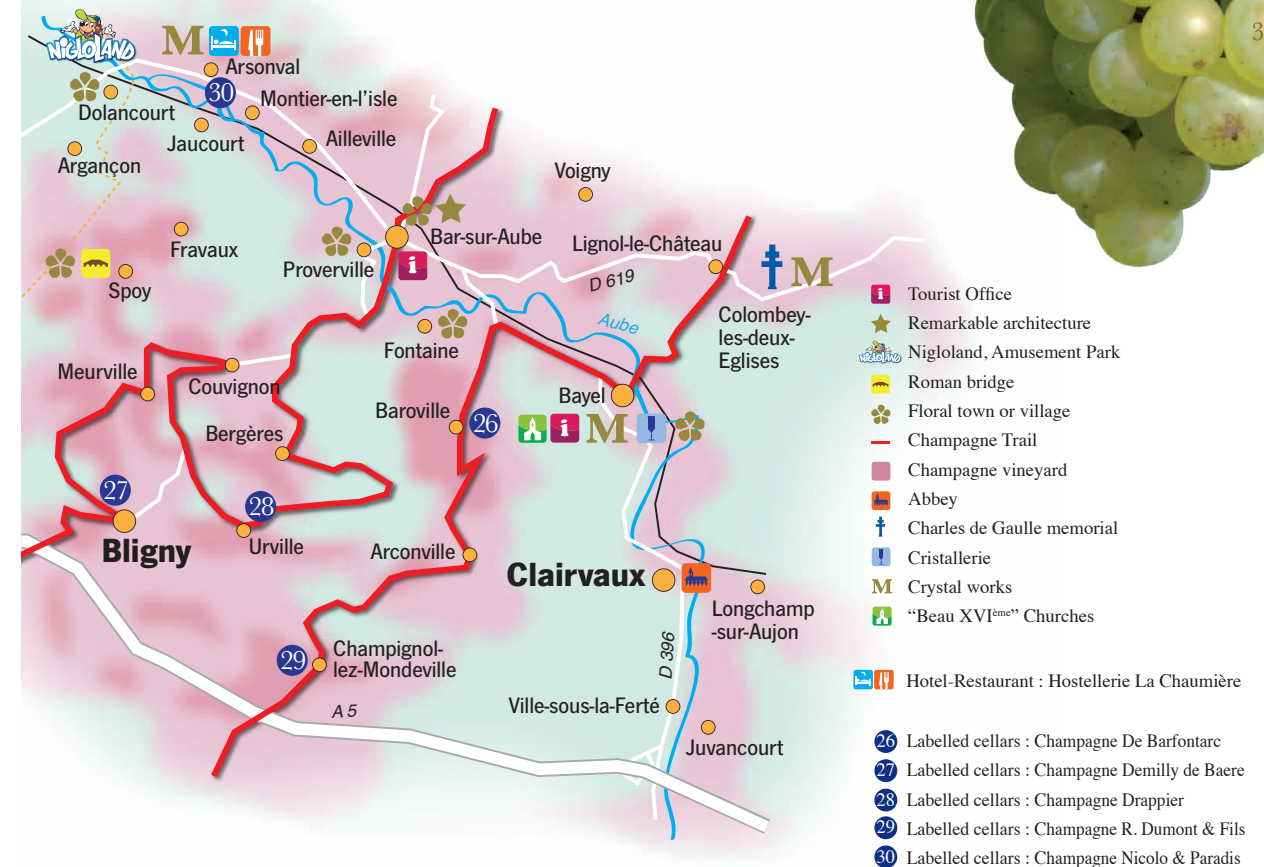 NIGLOLAND
M
Arsonval
30
Montier-en-l'isle
Dolancourt
Jaucourt
Ailleville
Argançon
Voigny
Bar-sur-Aube
Fravaux
Lignol-le-Château
Proverville
i
M
D 619
Spoy
Colombey-
les-deux-
Eglises
Aube
Fontaine
Meurville
Couvignon
Bayel
Baroville
26
i
M
Bergères
27
28
Bligny
Urville
Arconville
Clairvaux
Longchamp
-sur-Aujon
29
Champignol-
lez-Mondeville
D 396
A 5
Ville-sous-la-Ferté
Juvancourt
3
i Tourist Office
Remarkable architecture
NIGLOLAND Nigloland, Amusement Park
Roman bridge
Floral town or village
Champagne Trail
Champagne vineyard
Abbey
Charles de Gaulle memorial
Cristallerie
M Crystal works
“Beau XVIème” Churches
Hotel-Restaurant : Hostellerie La Chaumière
26 Labelled cellars : Champagne De Barfontarc
27 Labelled cellars : Champagne Demilly de Baere
28 Labelled cellars : Champagne Drappier
29 Labelled cellars : Champagne R. Dumont & Fils
30 Labelled cellars : Champagne Nicolo & Paradis